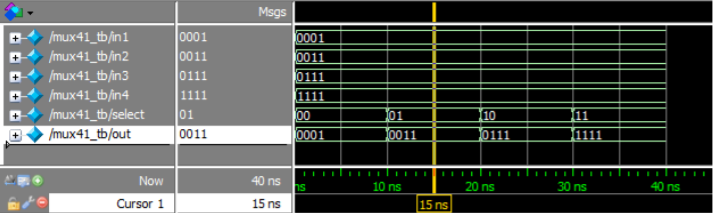 Msgs
/mux41_tb/in1 0001 0001
/mux41_tb/in2 0011 0011
/mux41_tb/in3 0111 0111
/mux41_tb/in4 1111 1111
/mux41_tb/select 01 00 01 10 11
/mux41_tb/out 0011 0001 0011 0111 1111
Now 40 ns ns 10 ns 20 ns 30 ns 40 ns
Cursor 1 15 ns 15 ns